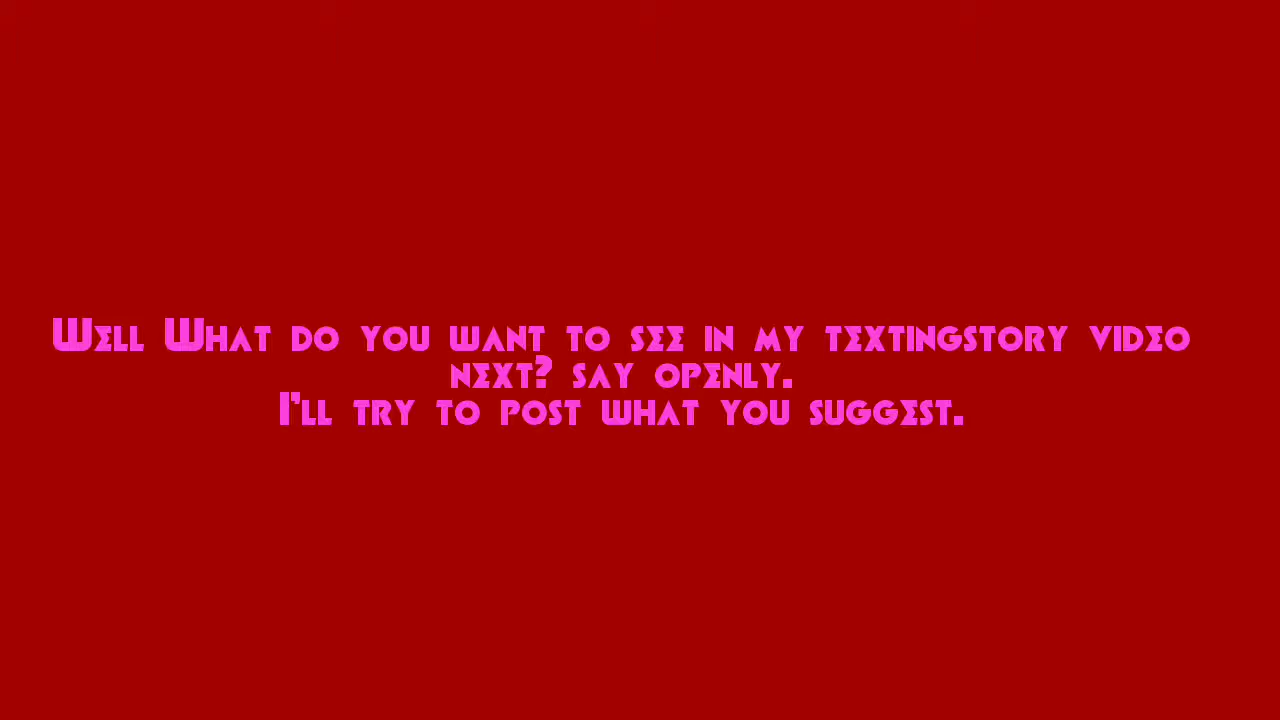 Well What do you want to see in my textingstory video
next? say openly.
I'll try to post what you suggest.